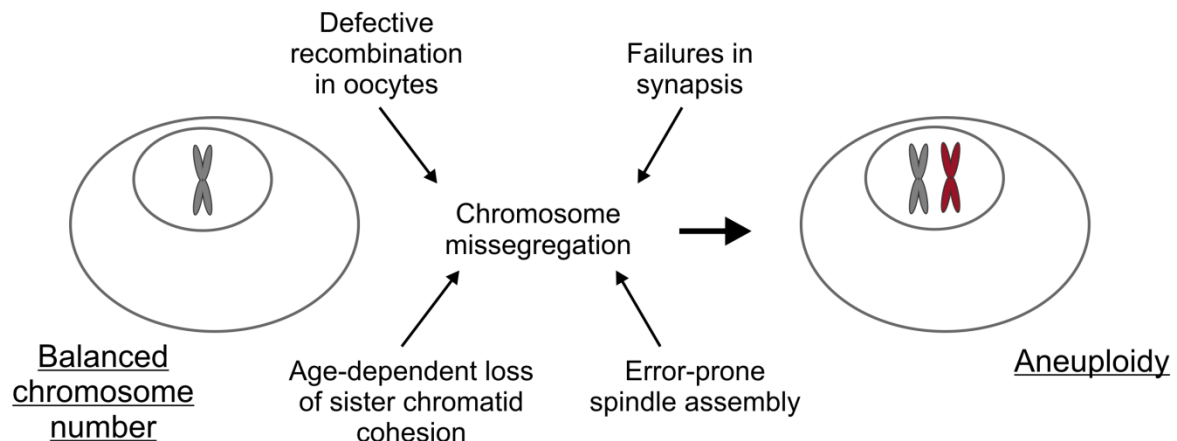 Defective
recombination
in oocytes
Failures in
synapsis
Chromosome
missegregation
Balanced
chromosome
number
Age-dependent loss
of sister chromatid
cohesion
Error-prone
spindle assembly
Aneuploidy